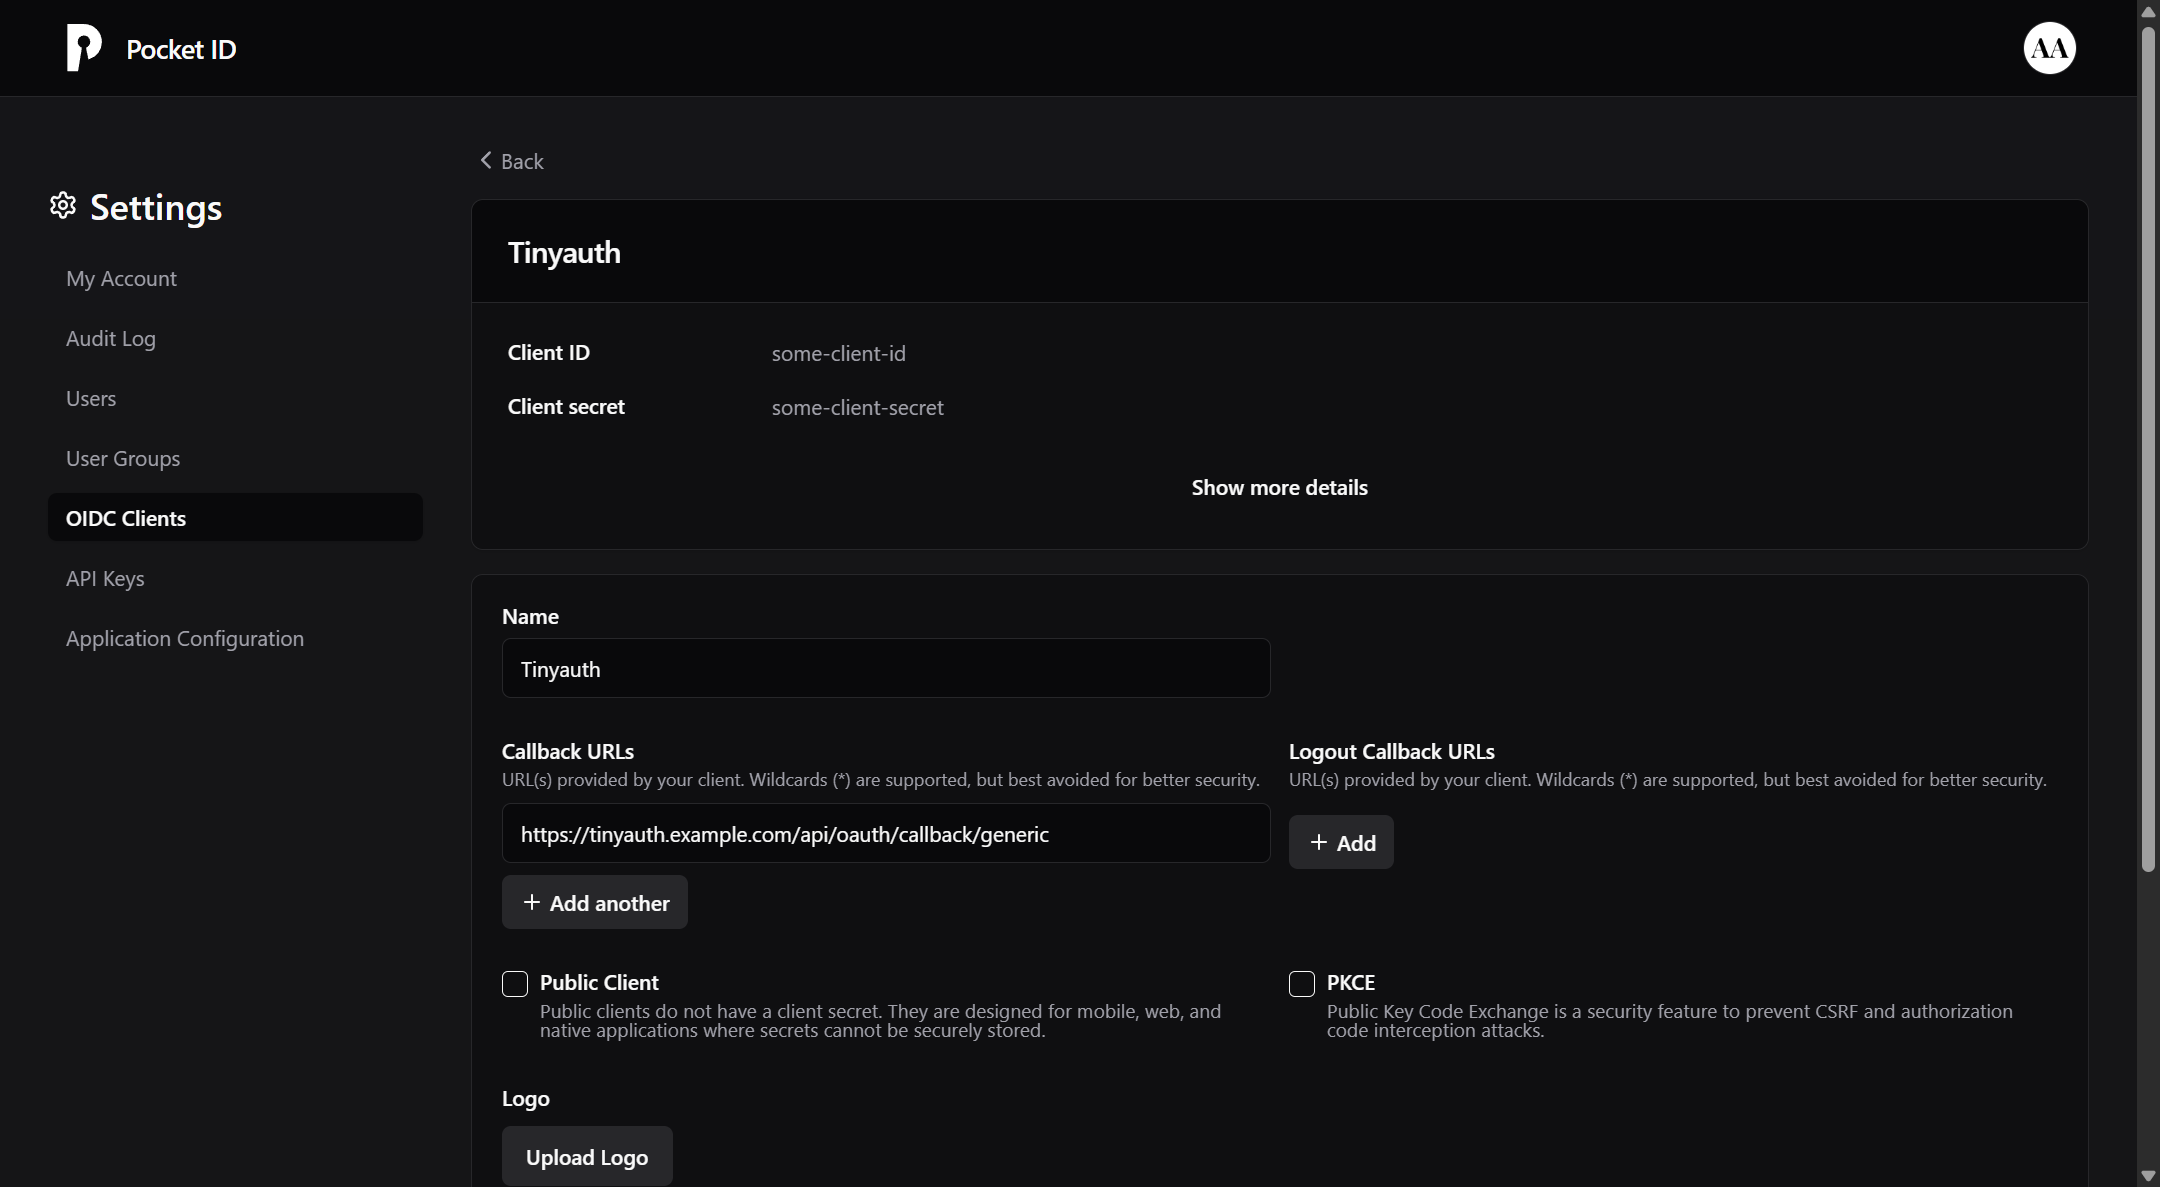 Pocket ID
AA
Settings
My Account
Audit Log
Users
User Groups
OIDC Clients
API Keys
Application Configuration
Back
Tinyauth
Client ID
some-client-id
Client secret
some-client-secret
Show more details
Name
Tinyauth
Callback URLs
URL(s) provided by your client. Wildcards (*) are supported, but best avoided for better security.
https://tinyauth.example.com/api/oauth/callback/generic
+ Add another
Logout Callback URLs
URL(s) provided by your client. Wildcards (*) are supported, but best avoided for better security.
+ Add
Public Client
Public clients do not have a client secret. They are designed for mobile, web, and
native applications where secrets cannot be securely stored.
PKCE
Public Key Code Exchange is a security feature to prevent CSRF and authorization
code interception attacks.
Logo
Upload Logo